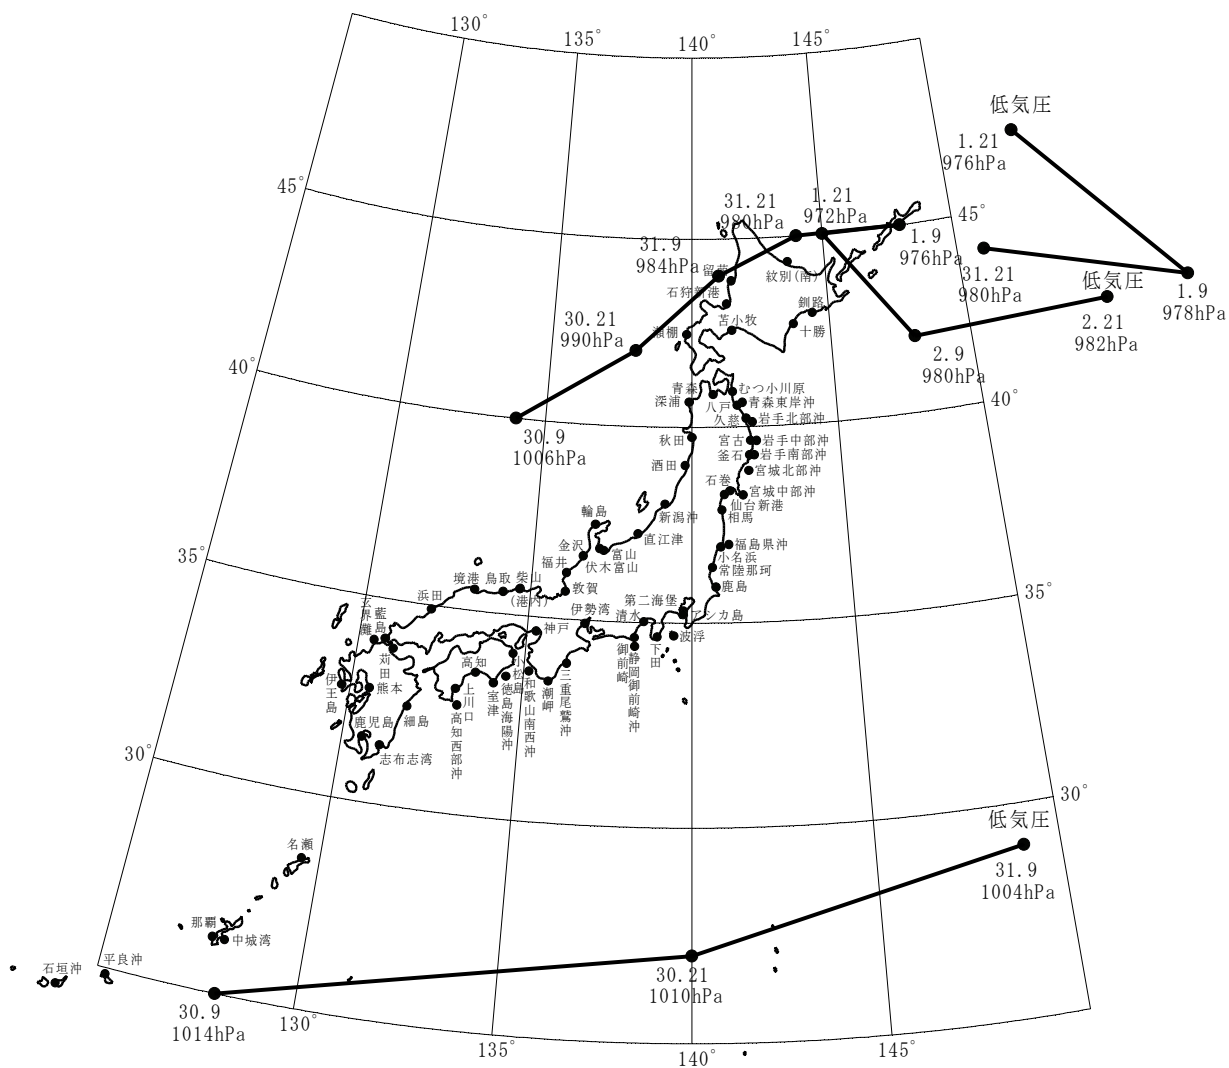 130°
135°
140°
145°
低気圧
1.21
976hPa
45°
45°
31.21
980hPa
1.21
972hPa
31.9
984hPa
留萌
紋別(南)
1.9
976hPa
31.21
980hPa
低気圧
1.9
978hPa
石狩新港
釧路
30.21
990hPa
瀬棚
苫小牧
十勝
2.21
982hPa
2.9
980hPa
40°
40°
青森
むつ小川原
深浦
八戸
青森東岸沖
久慈
岩手北部沖
30.9
1006hPa
秋田
宮古
岩手中部沖
釜石
岩手南部沖
酒田
宮城北部沖
石巻
宮城中部沖
仙台新港
相馬
輪島
新潟沖
直江津
35°
金沢
富山
福井
伏木富山
福島県沖
小名浜
常陸那珂
境港
鳥取
柴山
(港内)
敦賀
鹿島
35°
浜田
玄界灘
藍島
伊勢湾
第二海堡
清水
アシカ島
神戸
御前崎
静岡御前崎沖
下田
波浮
苅田
高知
小松島
伊王島
熊本
上川口
室津
徳島海陽沖
和歌山南西沖
潮岬
三重尾鷲沖
高知西部沖
鹿児島
細島
志布志湾
30°
30°
低気圧
31.9
1004hPa
名瀬
那覇
中城湾
石垣沖
平良沖
30.21
1010hPa
30.9
1014hPa
130°
135°
140°
145°